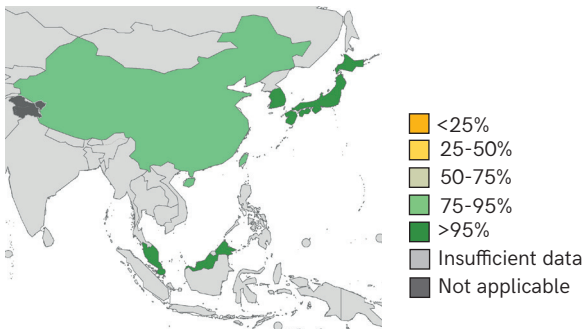 <25%
25-50%
50-75%
75-95%
>95%
Insufficient data
Not applicable